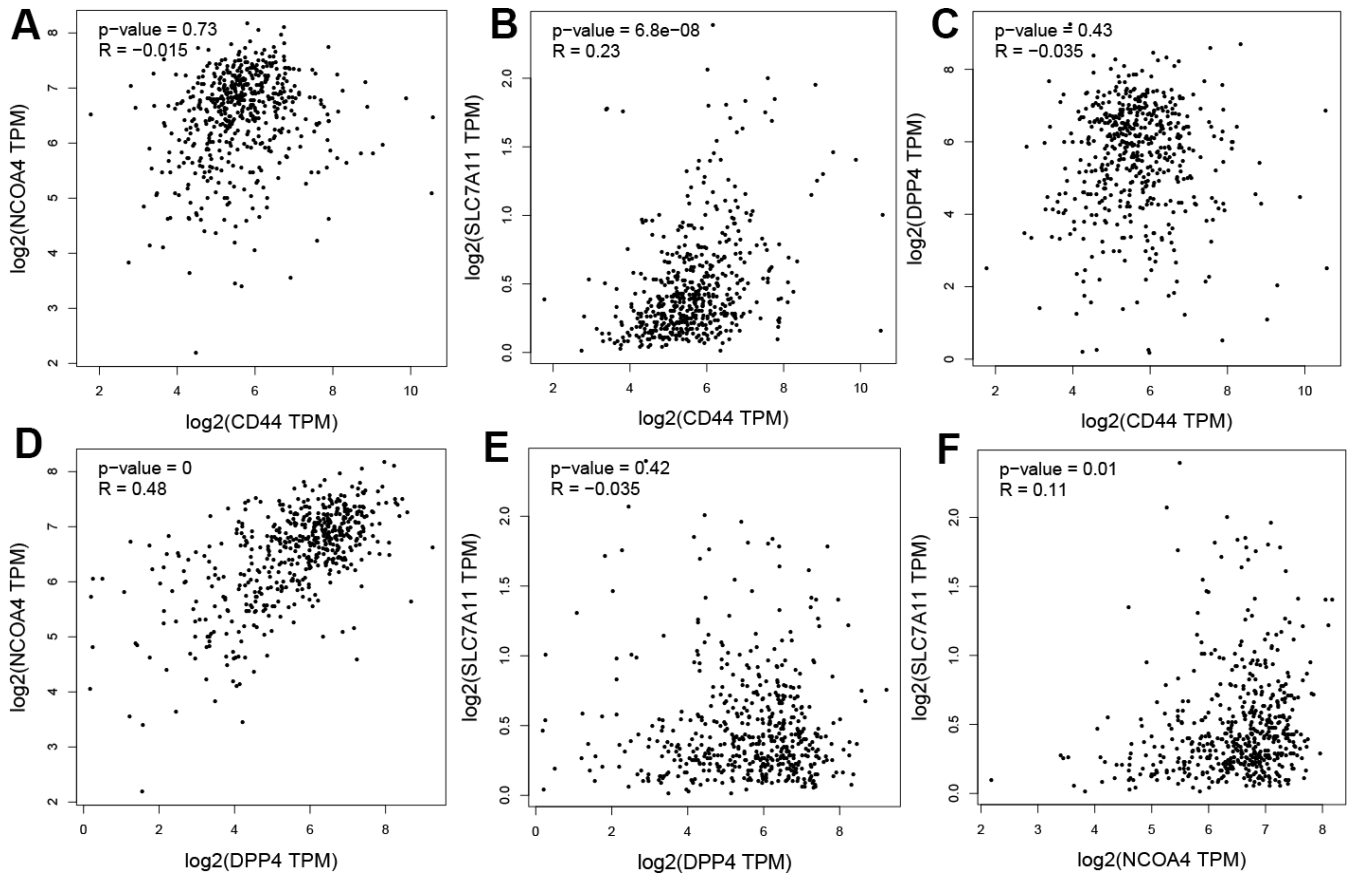 A
p-value = 0.73
R = −0.015
log2(NCOA4 TPM)
8
7
6
5
4
3
2
2
4
6
8
10
log2(CD44 TPM)
B
p-value = 6.8e−08
R = 0.23
log2(SLC7A11 TPM)
2.0
1.5
1.0
0.5
0.0
2
4
6
8
10
log2(CD44 TPM)
C
p-value = 0.43
R = −0.035
log2(DPP4 TPM)
8
6
4
2
0
2
4
6
8
10
log2(CD44 TPM)
D
p-value = 0
R = 0.48
log2(NCOA4 TPM)
8
7
6
5
4
3
2
0
2
4
6
8
log2(DPP4 TPM)
E
p-value = 0.42
R = −0.035
log2(SLC7A11 TPM)
2.0
1.5
1.0
0.5
0.0
0
2
4
6
8
log2(DPP4 TPM)
F
p-value = 0.01
R = 0.11
log2(SLC7A11 TPM)
2.0
1.5
1.0
0.5
0.0
2
3
4
5
6
7
8
log2(NCOA4 TPM)